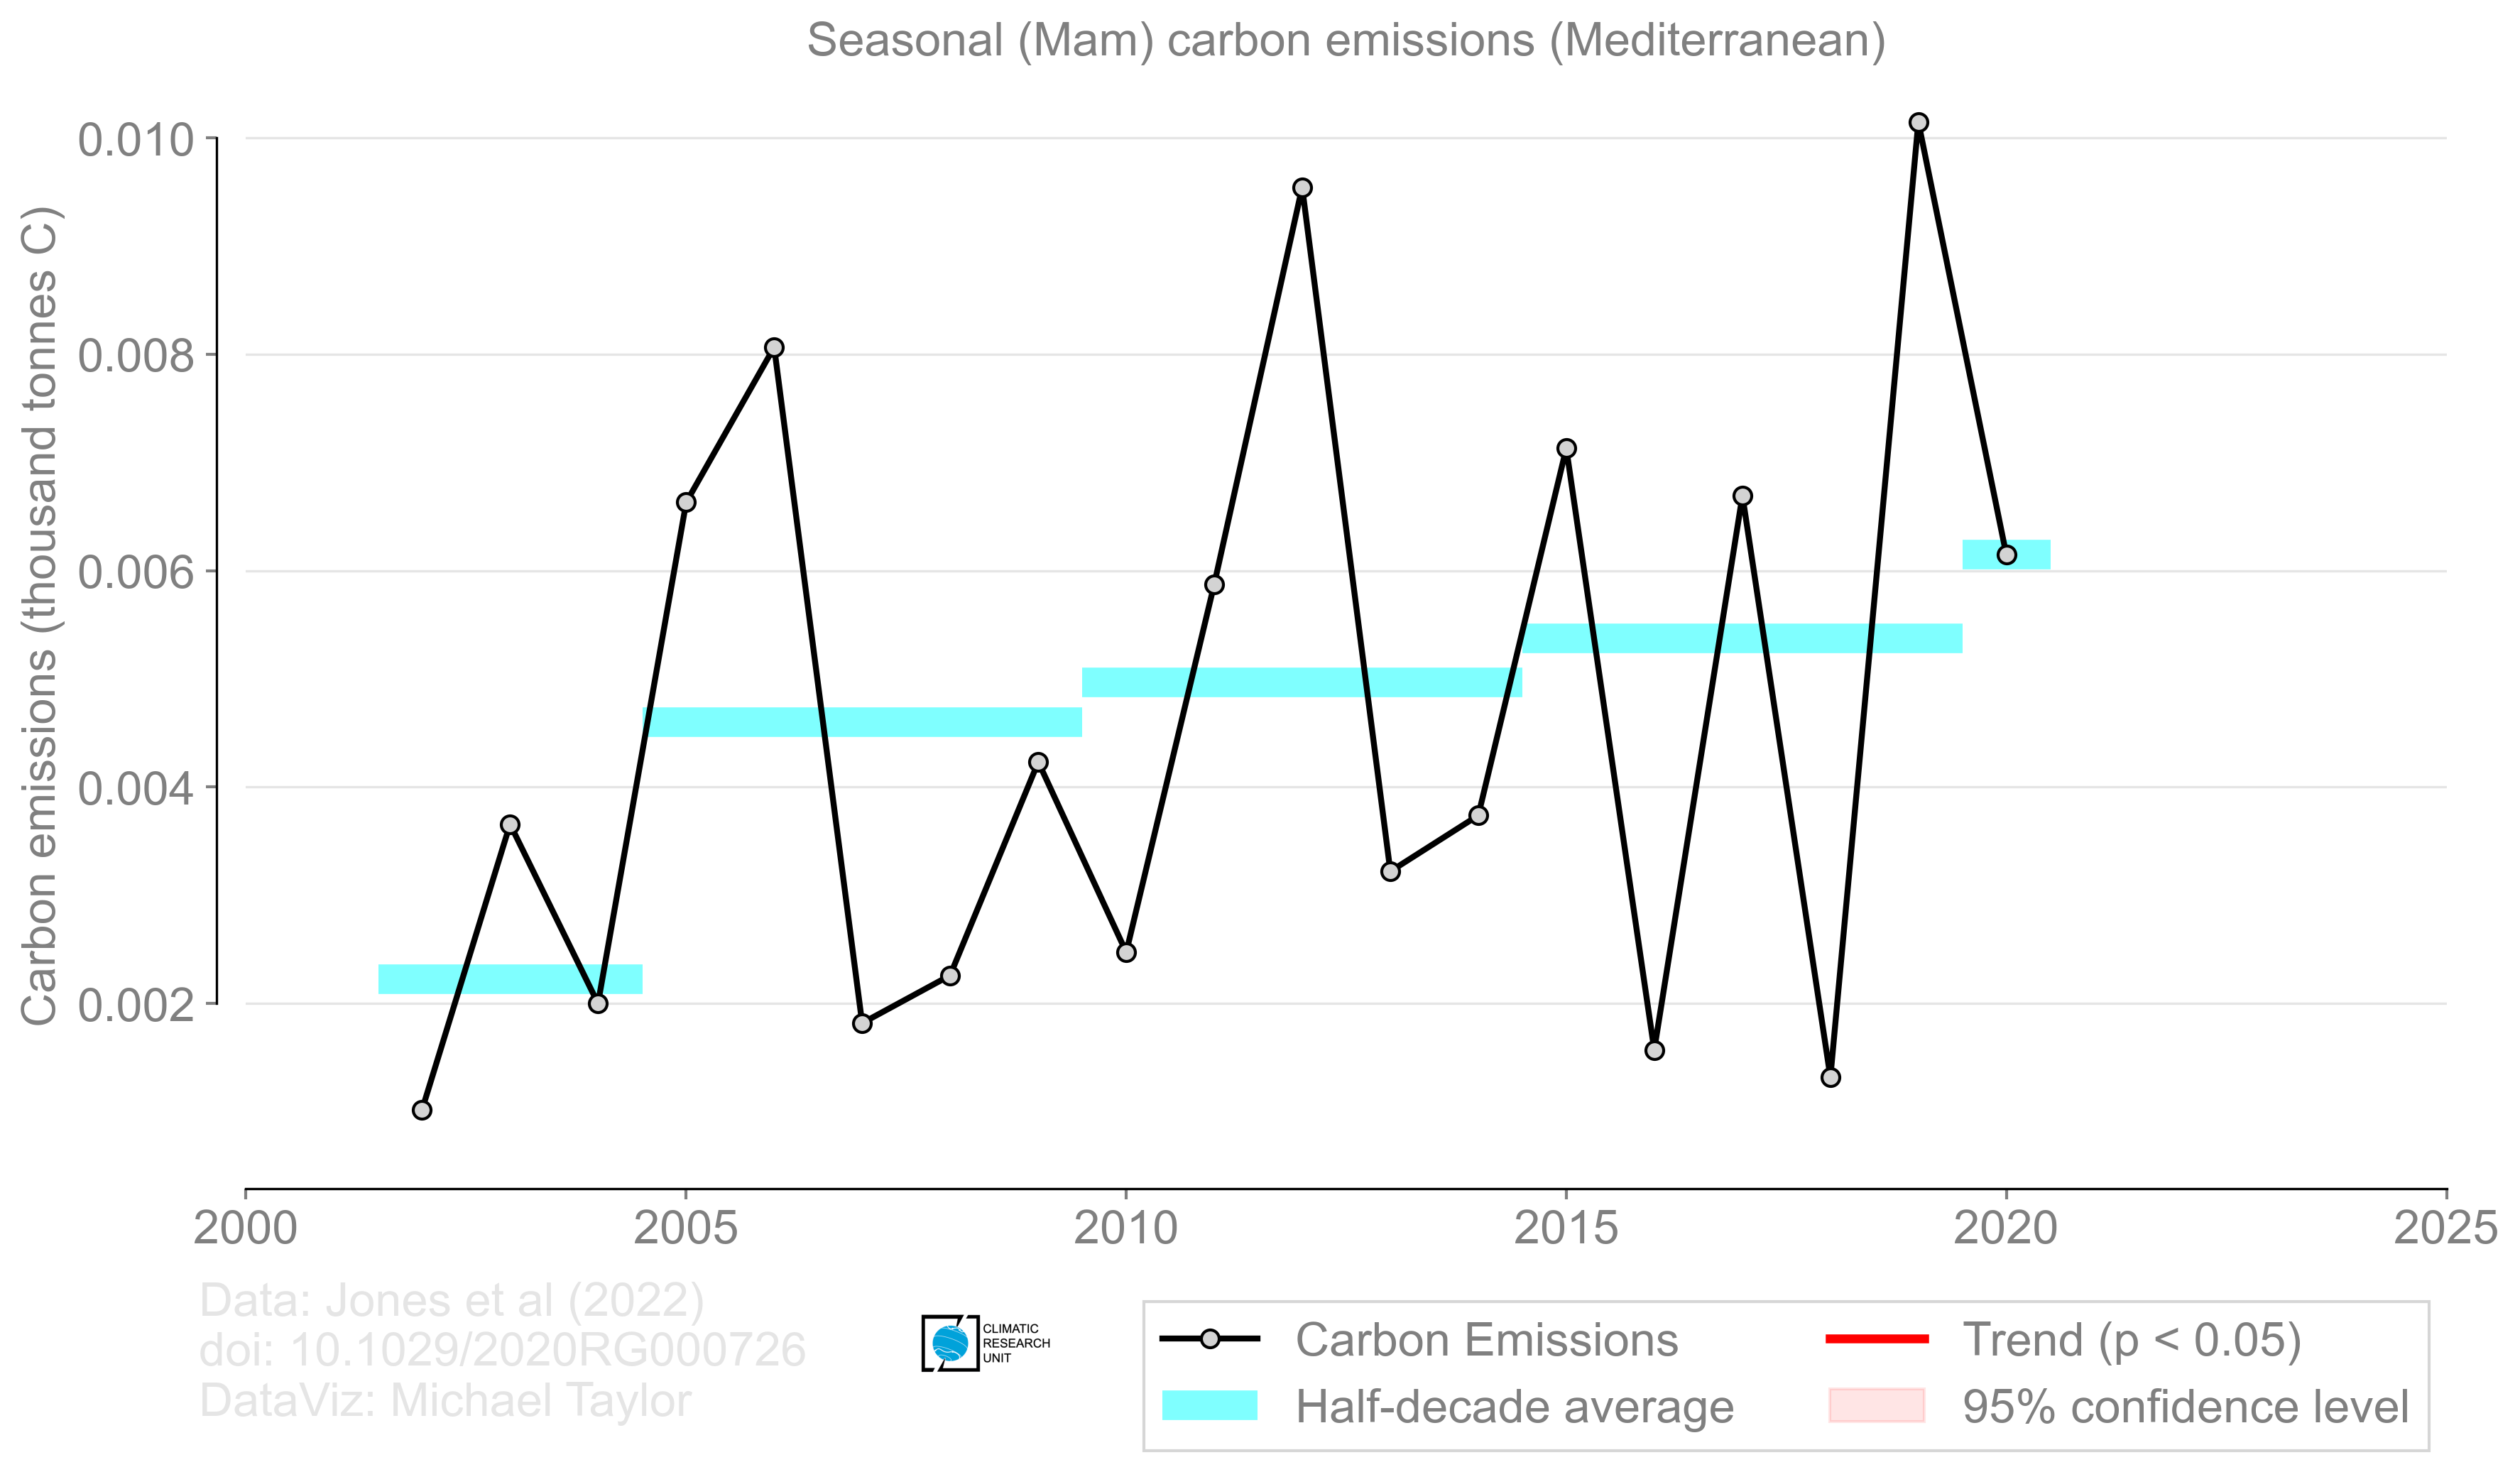 Seasonal (Mam) carbon emissions (Mediterranean)
Carbon emissions (thousand tonnes C)
0.010
0.008
0.006
0.004
0.002
2000 2005 2010 2015 2020 2025
Data: Jones et al (2022)
doi: 10.1029/2020RG000726
DataViz: Michael Taylor
CLIMATIC
RESEARCH
UNIT
Carbon Emissions
Half-decade average
Trend (p < 0.05)
95% confidence level